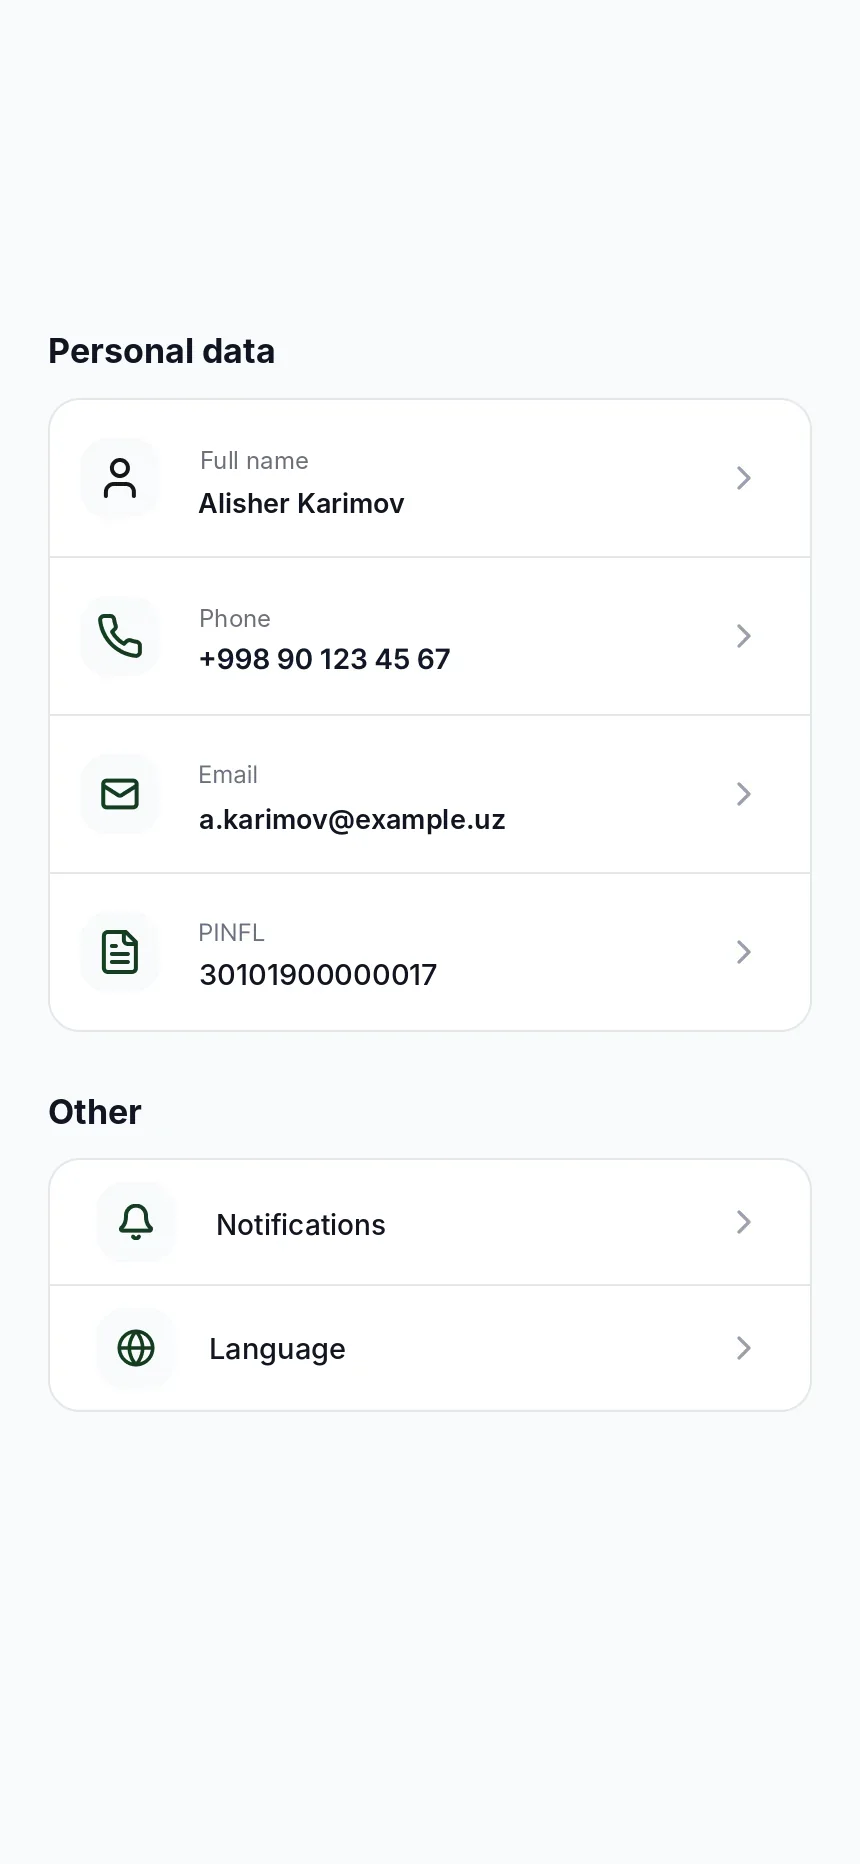 Personal data
Full name
Alisher Karimov
Phone
+998 90 123 45 67
Email
a.karimov@example.uz
PINFL
30101900000017
Other
Notifications
Language